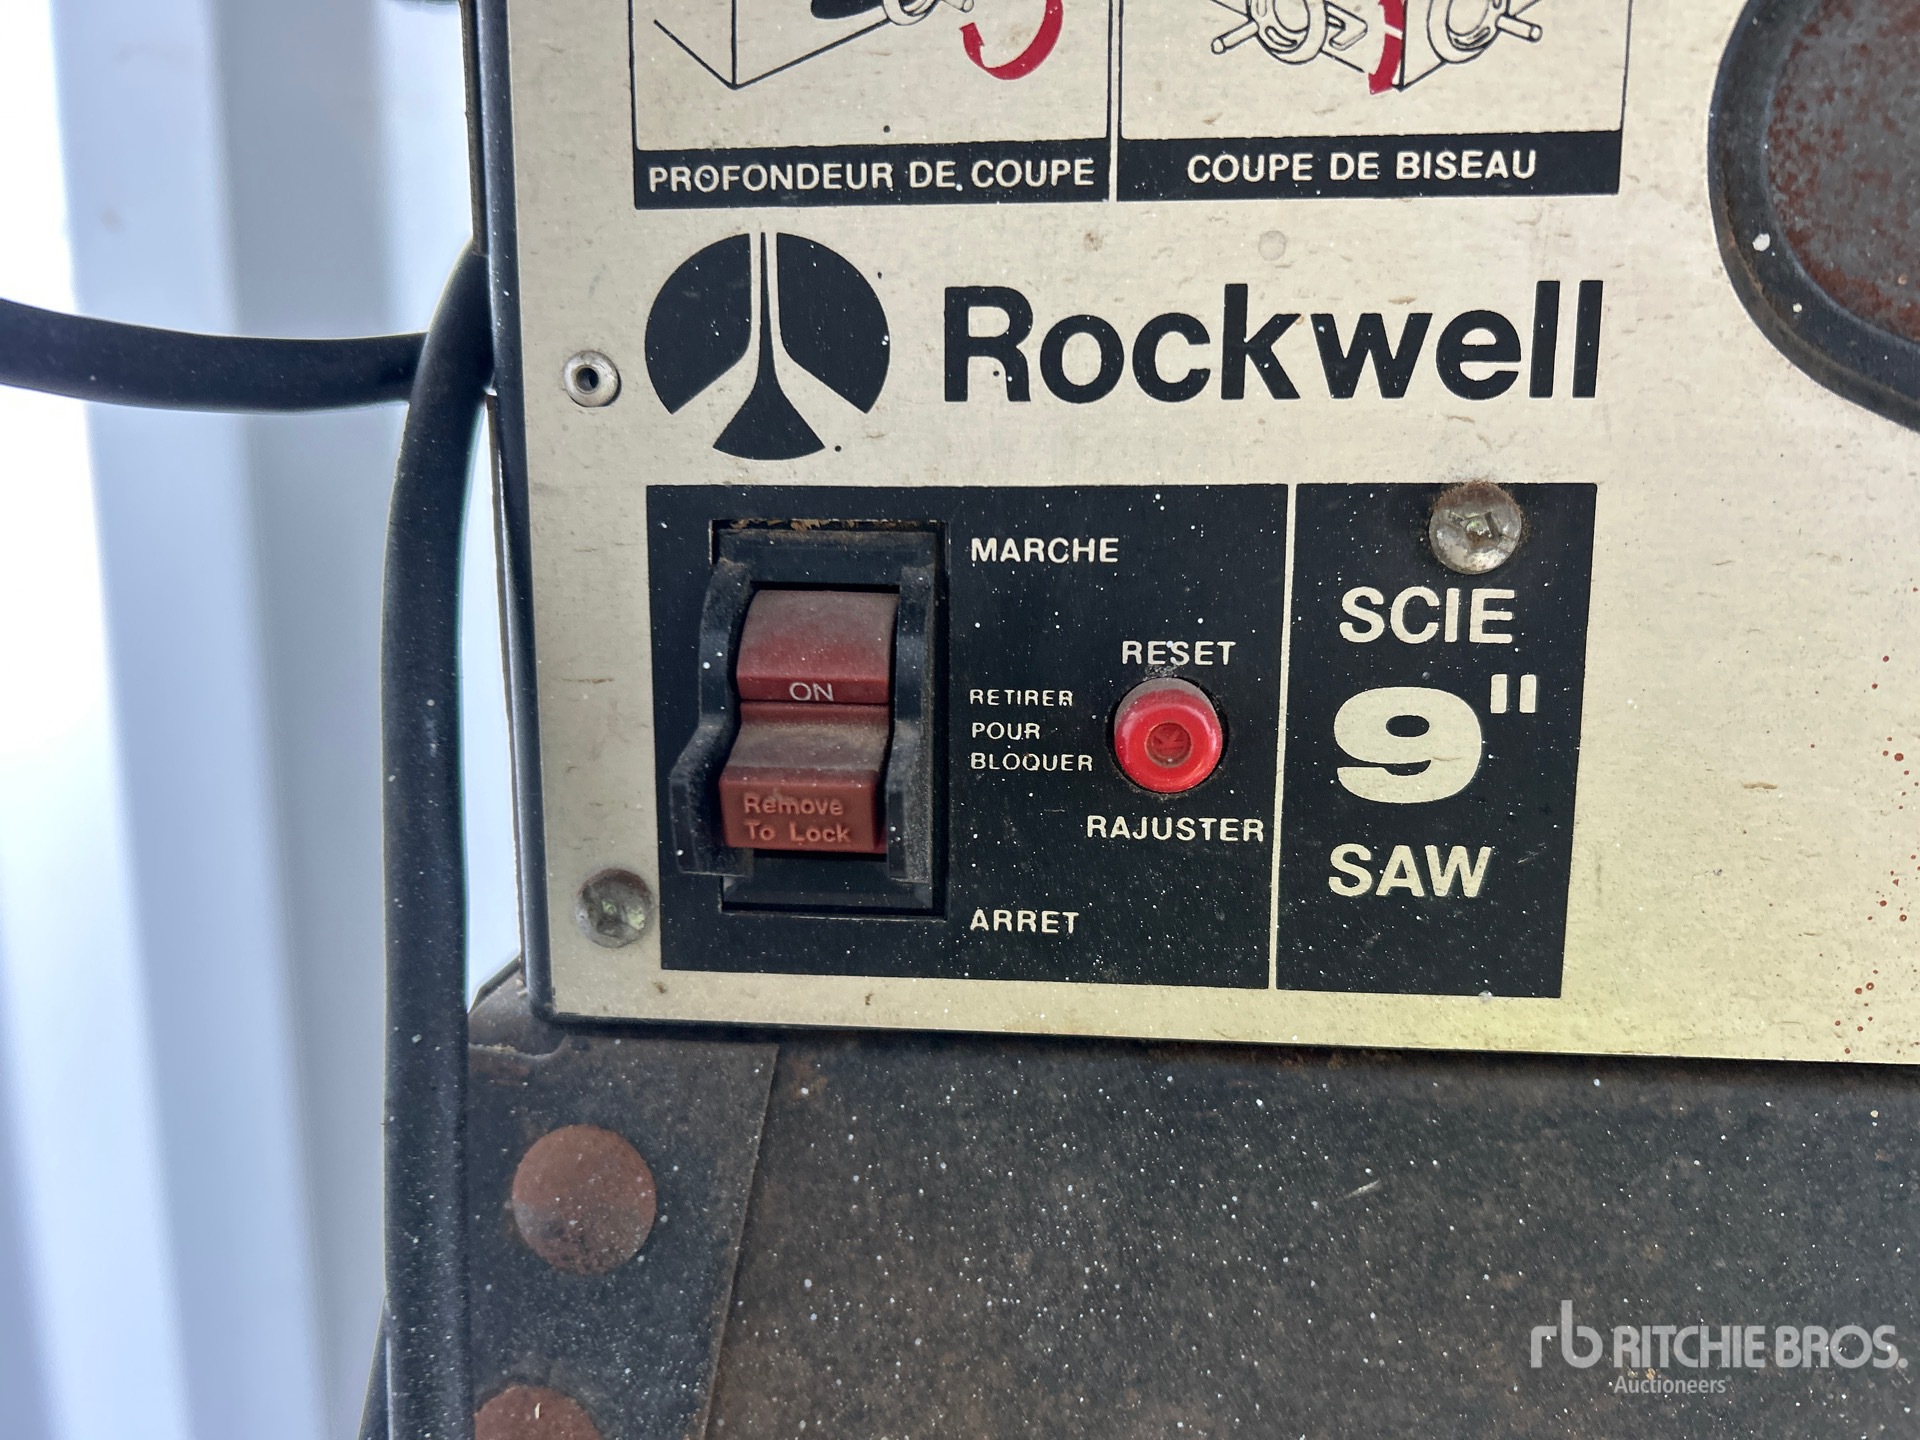 PROFONDEUR DE COUPE
COUPE DE BISEAU
Rockwell
MARCHE
ON
Remove
To Lock
RETIRER
POUR
BLOQUER
ARRET
RESET
RAJUSTER
SCIE
9"
SAW
rb RITCHIE BROS.
Auctioneers